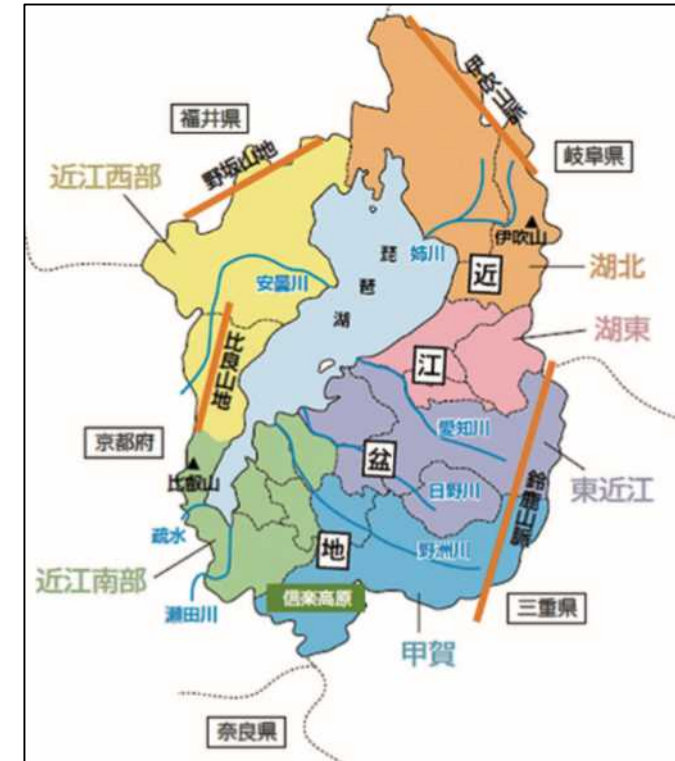 伊吹山地
福井県
野坂山地
岐阜県
近江西部
伊吹山
琵
琶
湖
姉川
近
湖北
安曇川
湖東
比良山地
江
愛知川
京都府
比叡山
盆
日野川
鈴鹿山脈
東近江
疏水
地
野洲川
近江南部
信楽高原
瀬田川
三重県
甲賀
奈良県